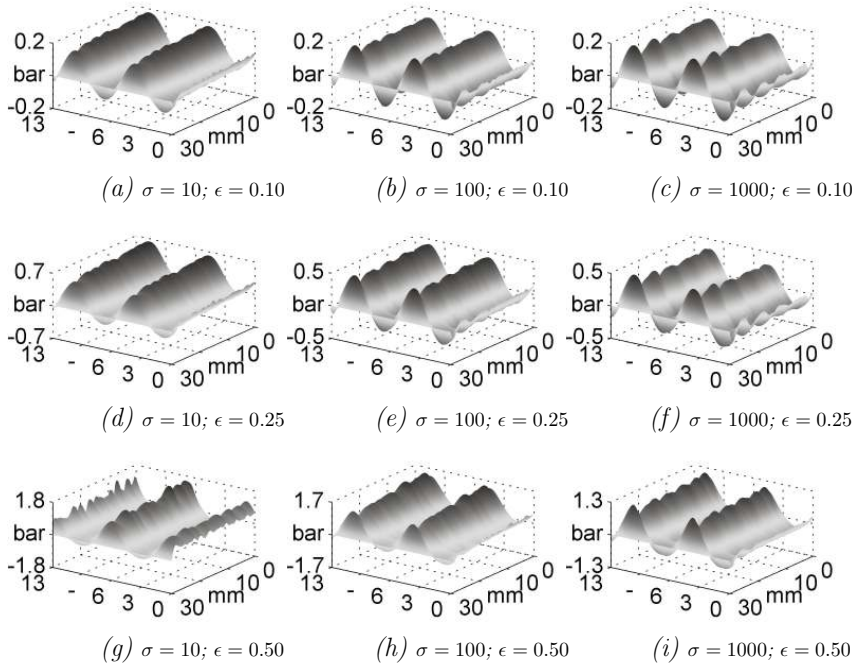 0.2 bar -0.2 13 - 6 3 0 30 mm 10 0
0.2 bar -0.2 13 - 6 3 0 30 mm 10 0
0.2 bar -0.2 13 - 6 3 0 30 mm 10 0
(a) σ = 10; ϵ = 0.10
(b) σ = 100; ϵ = 0.10
(c) σ = 1000; ϵ = 0.10
0.7 bar -0.7 13 - 6 3 0 30 mm 10 0
0.5 bar -0.5 13 - 6 3 0 30 mm 10 0
0.5 bar -0.5 13 - 6 3 0 30 mm 10 0
(d) σ = 10; ϵ = 0.25
(e) σ = 100; ϵ = 0.25
(f) σ = 1000; ϵ = 0.25
1.8 bar -1.8 13 - 6 3 0 30 mm 10 0
1.7 bar -1.7 13 - 6 3 0 30 mm 10 0
1.3 bar -1.3 13 - 6 3 0 30 mm 10 0
(g) σ = 10; ϵ = 0.50
(h) σ = 100; ϵ = 0.50
(i) σ = 1000; ϵ = 0.50